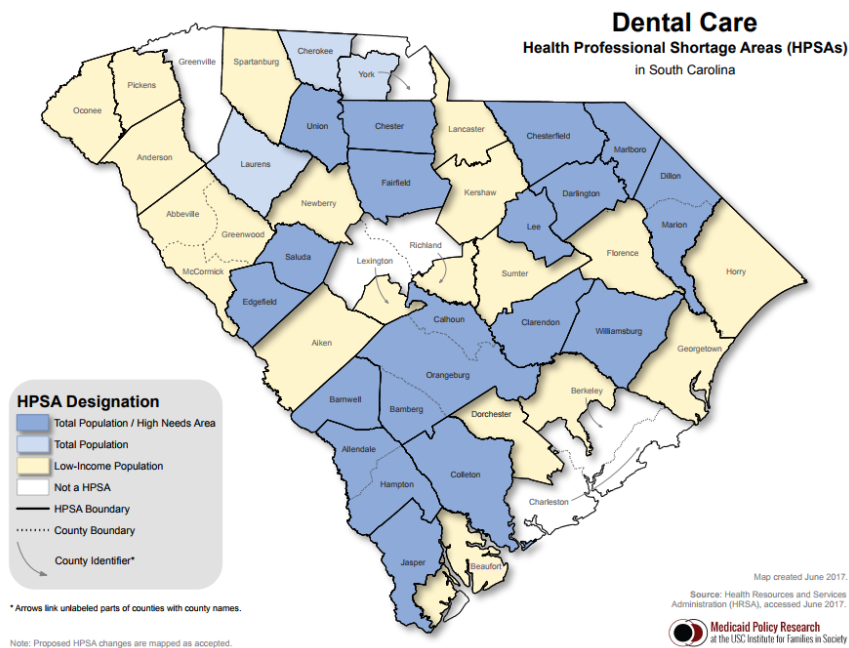 Dental Care
Health Professional Shortage Areas (HPSAs)
in South Carolina
Cherokee
Greenville
Spartanburg
York
Pickens
Oconee
Union
Chester
Lancaster
Chesterfield
Marlboro
Anderson
Laurens
Dillon
Fairfield
Kershaw
Darlington
Newberry
Abbeville
Lee
Marion
Greenwood
Richland
Saluda
Lexington
Florence
McCormick
Sumter
Horry
Edgefield
Calhoun
Clarendon
Williamsburg
Aiken
Georgetown
Orangeburg
Berkeley
Barnwell
Bamberg
Dorchester
Allendale
Colleton
Hampton
Charleston
Jasper
Beaufort
HPSA Designation
Total Population / High Needs Area
Total Population
Low-Income Population
Not a HPSA
HPSA Boundary
County Boundary
County Identifier*
* Arrows link unlabeled parts of counties with county names.
Note: Proposed HPSA changes are mapped as accepted.
Map created June 2017.
Source: Health Resources and Services
Administration (HRSA), accessed June 2017.
Medicaid Policy Research
at the USC Institute for Families in Society